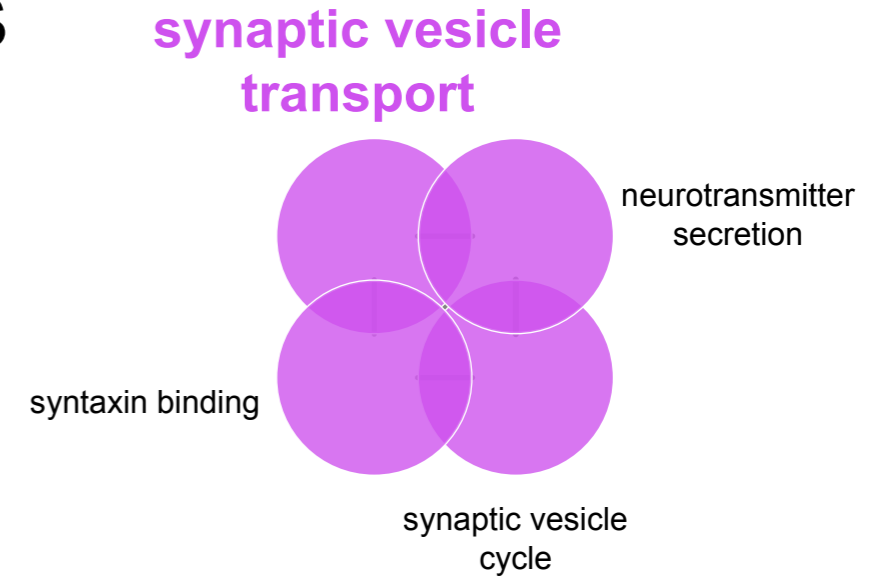 s
synaptic vesicle
transport
neurotransmitter
secretion
syntaxin binding
synaptic vesicle
cycle